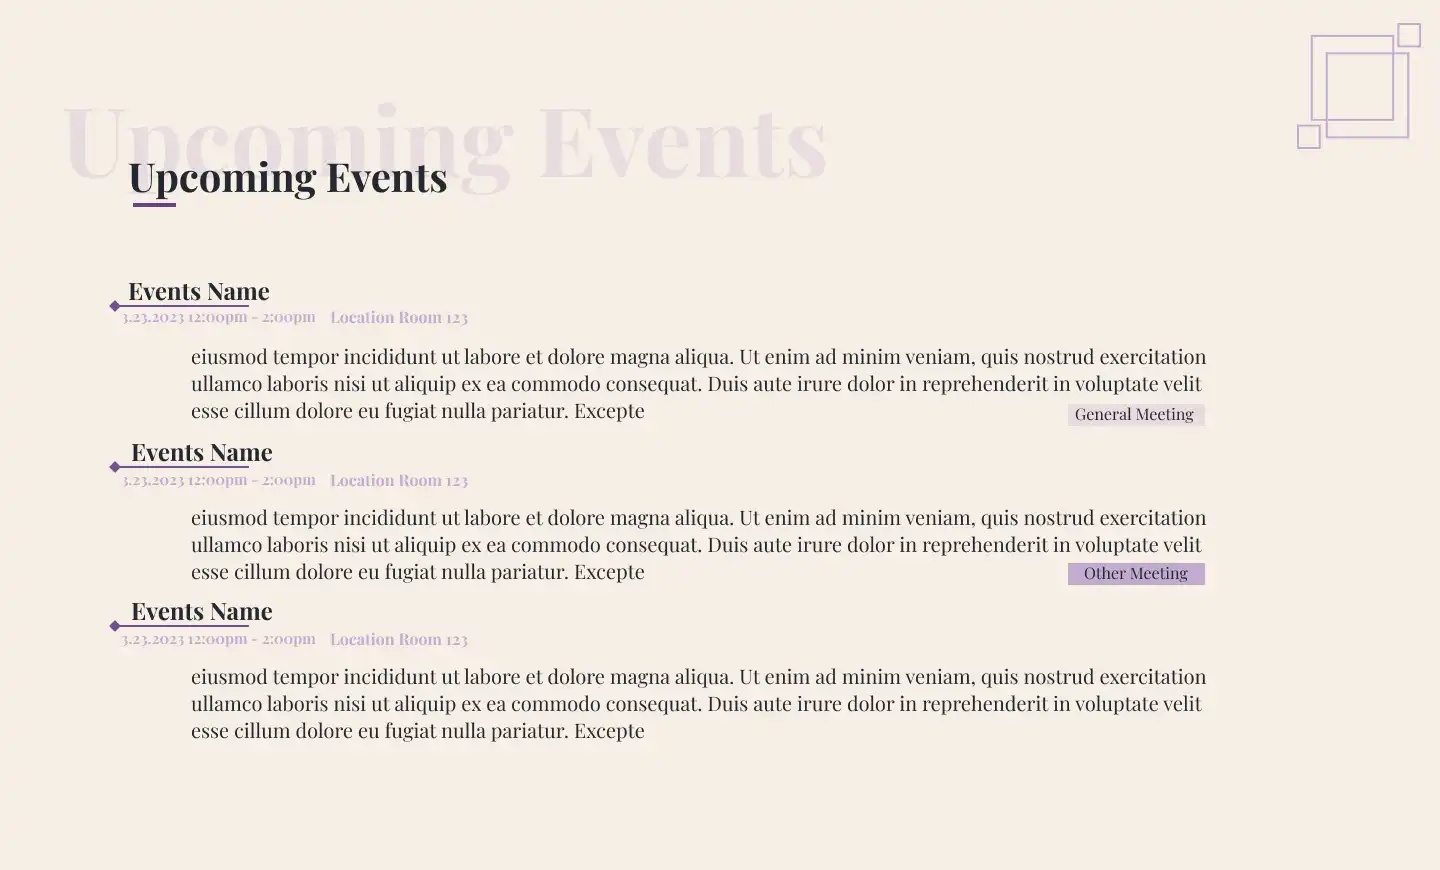 Upcoming Events
Upcoming Events
Events Name
3.23.2023 12:00pm - 2:00pm Location Room 123
eiusmod tempor incididunt ut labore et dolore magna aliqua. Ut enim ad minim veniam, quis nostrud exercitation
ullamco laboris nisi ut aliquip ex ea commodo consequat. Duis aute irure dolor in reprehenderit in voluptate velit
esse cillum dolore eu fugiat nulla pariatur. Excepte
General Meeting
Events Name
3.23.2023 12:00pm - 2:00pm Location Room 123
eiusmod tempor incididunt ut labore et dolore magna aliqua. Ut enim ad minim veniam, quis nostrud exercitation
ullamco laboris nisi ut aliquip ex ea commodo consequat. Duis aute irure dolor in reprehenderit in voluptate velit
esse cillum dolore eu fugiat nulla pariatur. Excepte
Other Meeting
Events Name
3.23.2023 12:00pm - 2:00pm Location Room 123
eiusmod tempor incididunt ut labore et dolore magna aliqua. Ut enim ad minim veniam, quis nostrud exercitation
ullamco laboris nisi ut aliquip ex ea commodo consequat. Duis aute irure dolor in reprehenderit in voluptate velit
esse cillum dolore eu fugiat nulla pariatur. Excepte